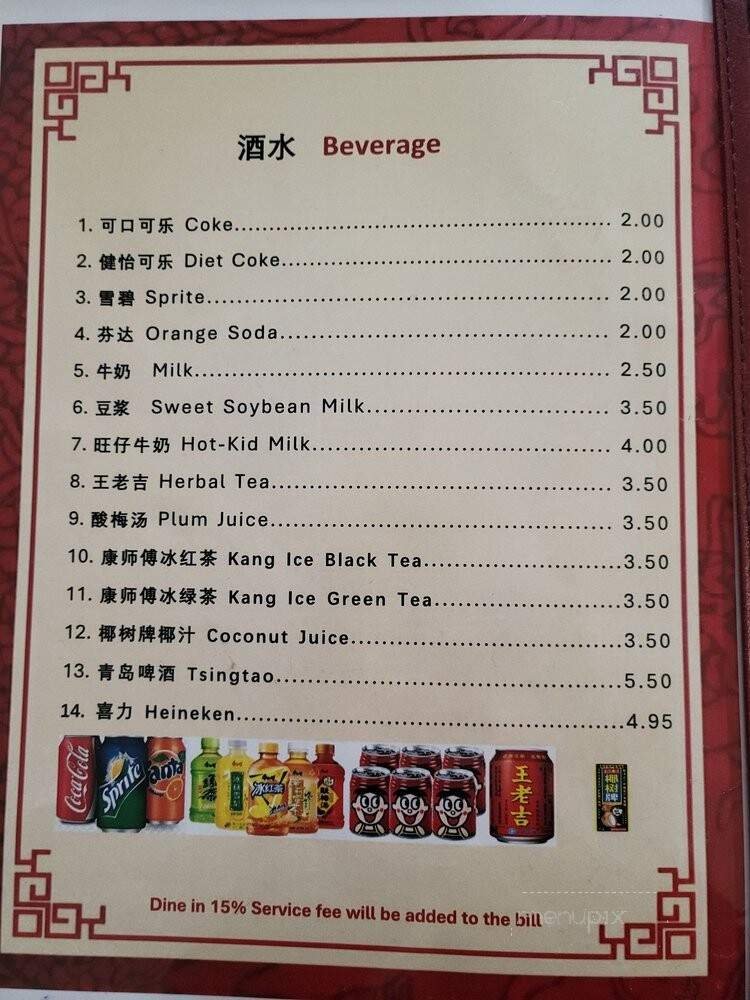 酒水 Beverage
1. 可口可乐 Coke........................................ 2.00
2. 健怡可乐 Diet Coke................................... 2.00
3. 雪碧 Sprite........................................... 2.00
4. 芬达 Orange Soda.................................... 2.00
5. 牛奶 Milk............................................. 2.50
6. 豆浆 Sweet Soybean Milk........................... 3.50
7. 旺仔牛奶 Hot-Kid Milk................................ 4.00
8. 王老吉 Herbal Tea..................................... 3.50
9. 酸梅汤 Plum Juice..................................... 3.50
10. 康师傅冰红茶 Kang Ice Black Tea......................3.50
11. 康师傅冰绿茶 Kang Ice Green Tea.....................3.50
12. 椰树牌椰汁 Coconut Juice..............................3.50
13. 青岛啤酒 Tsingtao......................................5.50
14. 喜力 Heineken..........................................4.95
Coca-Cola Sprite Fanta 冰红茶 王老吉 椰树牌
Dine in 15% Service fee will be added to the bill
menupix